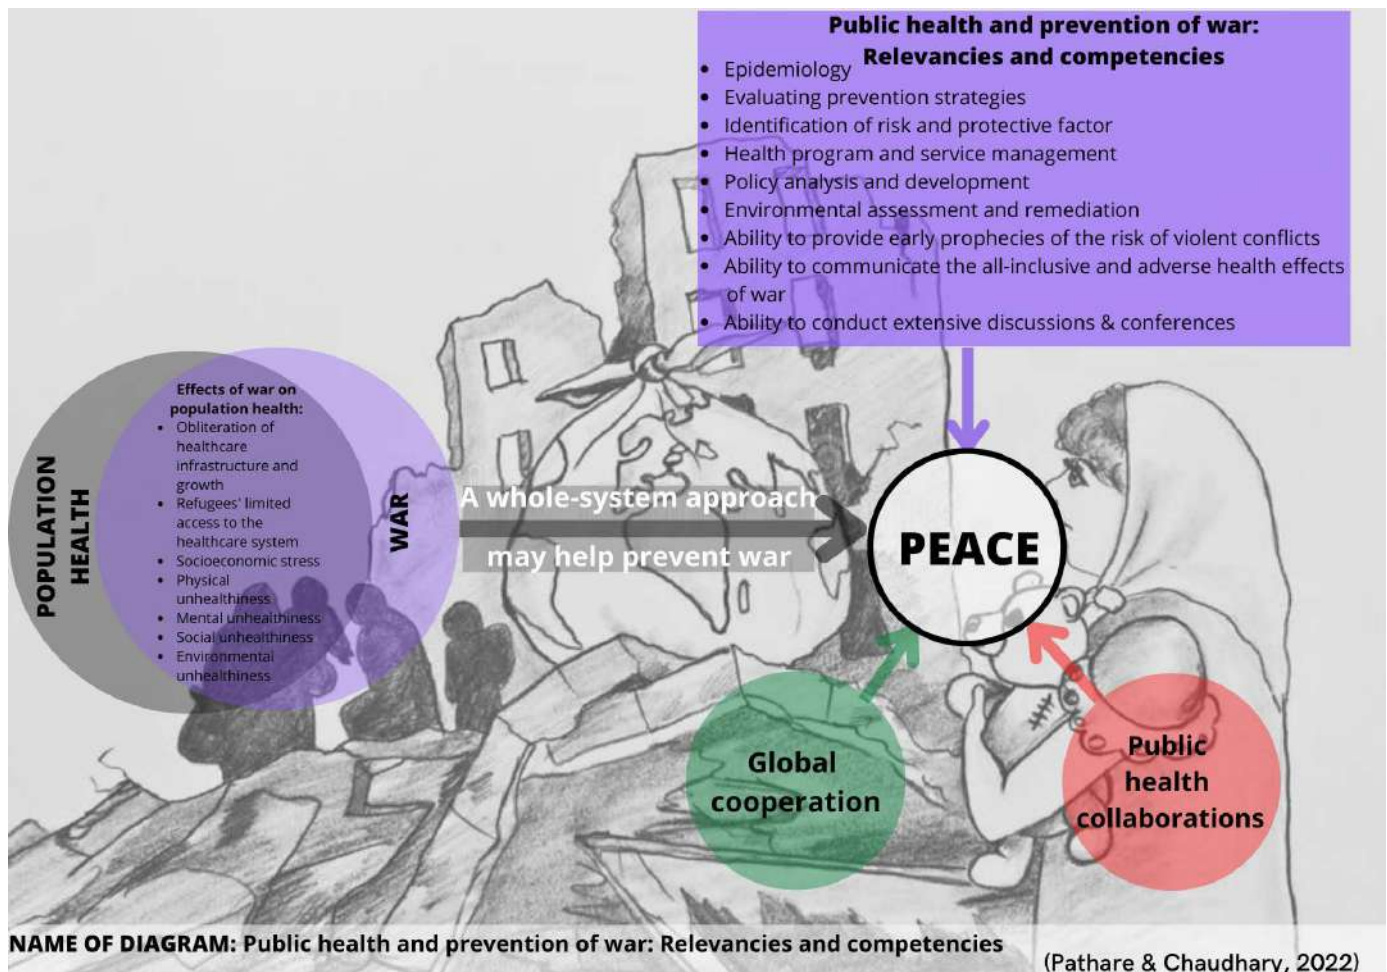 Public health and prevention of war:
Relevancies and competencies
• Epidemiology
• Evaluating prevention strategies
• Identification of risk and protective factor
• Health program and service management
• Policy analysis and development
• Environmental assessment and remediation
• Ability to provide early prophecies of the risk of violent conflicts
• Ability to communicate the all-inclusive and adverse health effects
of war
• Ability to conduct extensive discussions & conferences
POPULATION
HEALTH
Effects of war on
population health:
• Obliteration of
healthcare
infrastructure and
growth
• Refugees' limited
access to the
healthcare system
• Socioeconomic stress
• Physical
unhealthiness
• Mental unhealthiness
• Social unhealthiness
• Environmental
unhealthiness
WAR
A whole-system approach
may help prevent war
PEACE
Global
cooperation
Public
health
collaborations
NAME OF DIAGRAM: Public health and prevention of war: Relevancies and competencies
(Pathare & Chaudhary, 2022)